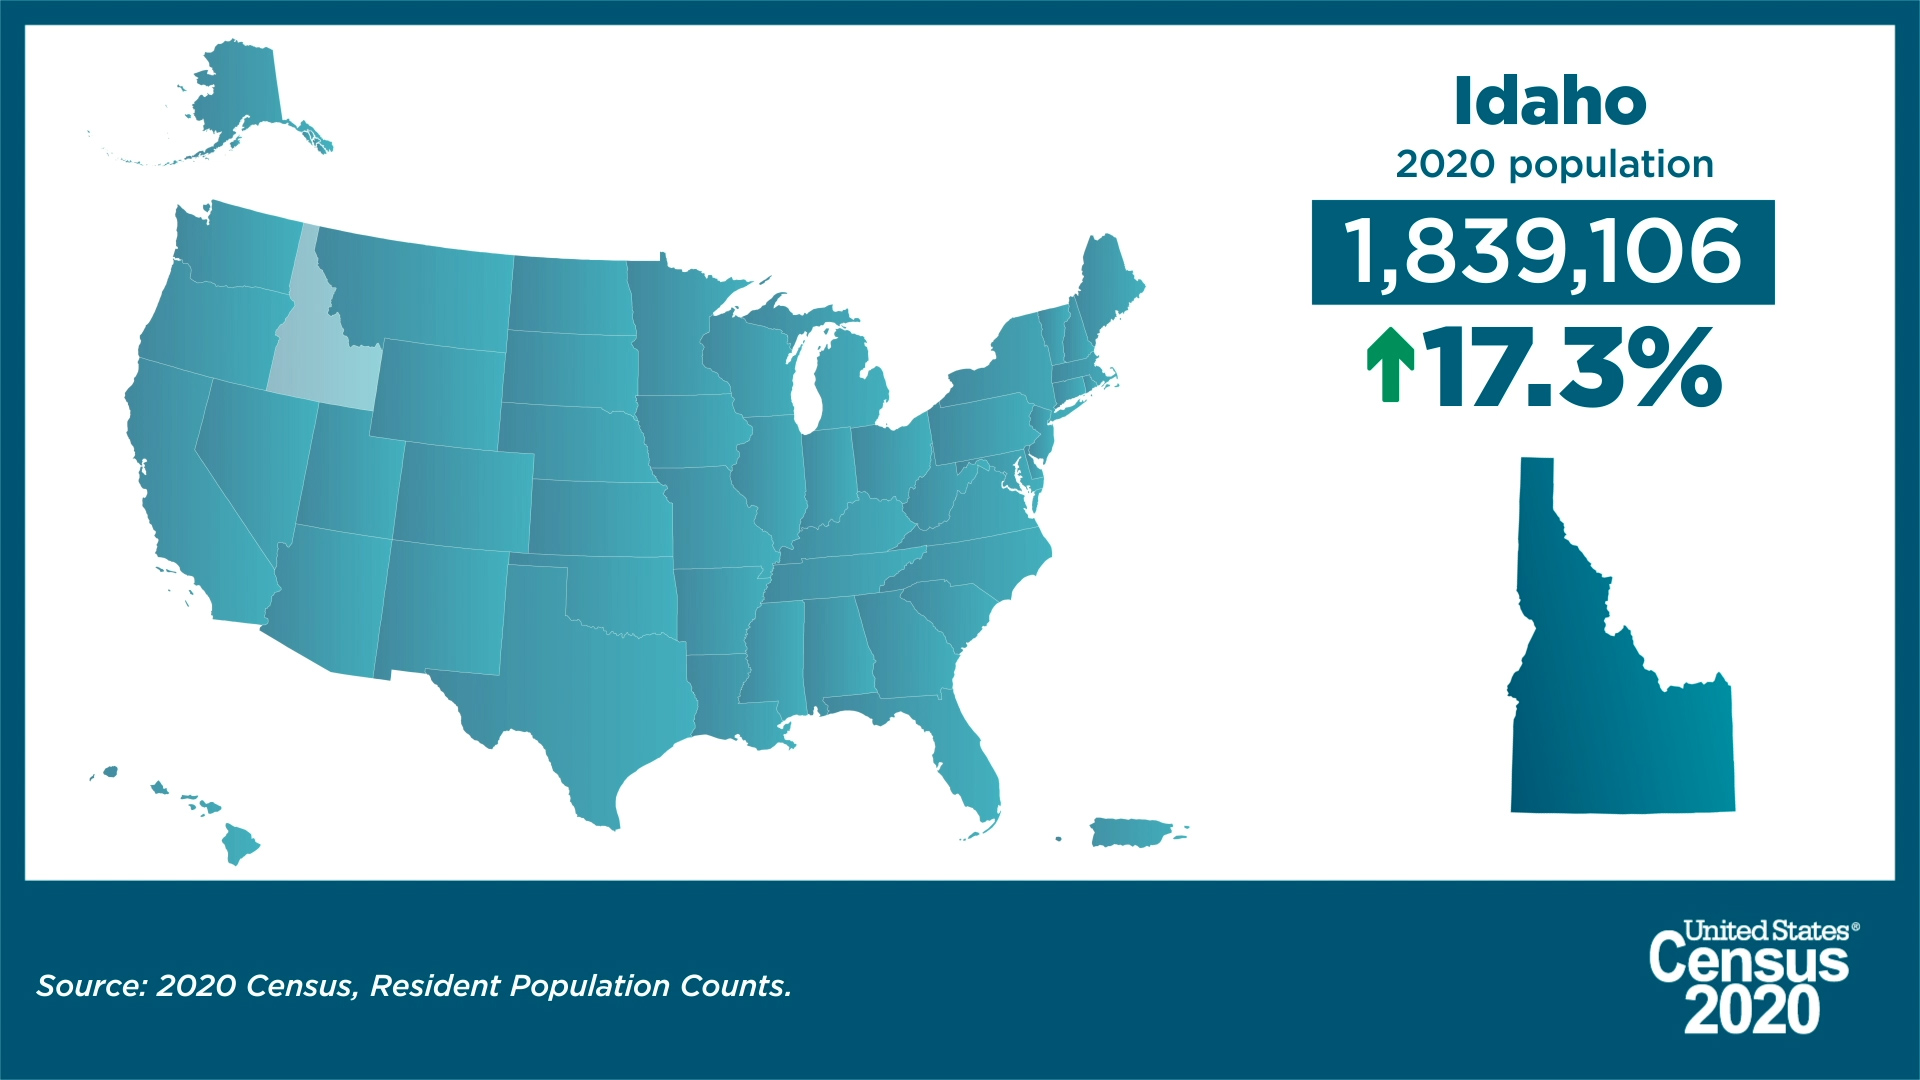 Idaho
2020 population
1,839,106
17.3%
Source: 2020 Census, Resident Population Counts.
United States®
Census
2020